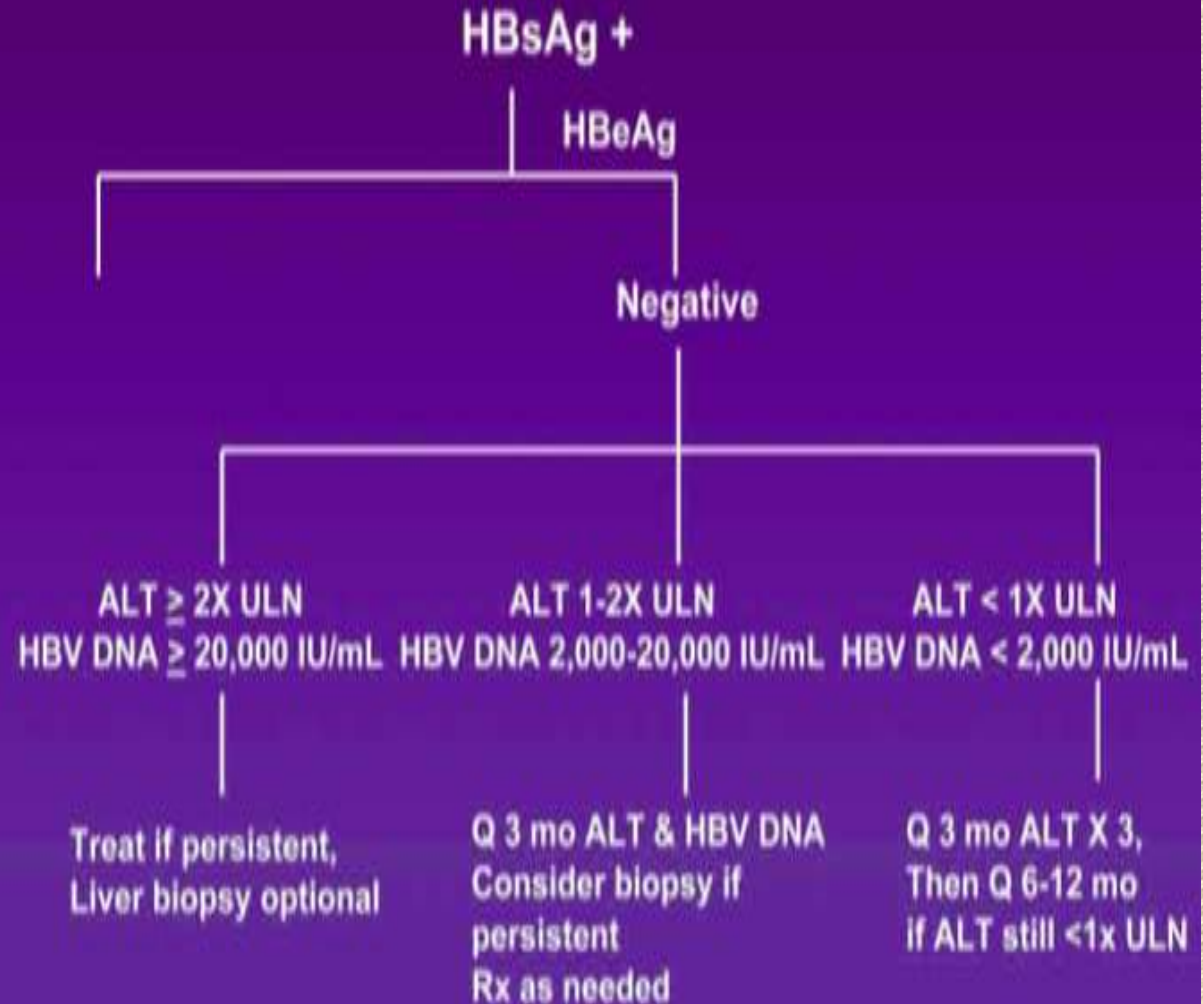 HBsAg +
HBeAg
Negative
ALT ≥ 2X ULN
HBV DNA ≥ 20,000 IU/mL
ALT 1-2X ULN
HBV DNA 2,000-20,000 IU/mL
ALT < 1X ULN
HBV DNA < 2,000 IU/mL
Treat if persistent,
Liver biopsy optional
Q 3 mo ALT & HBV DNA
Consider biopsy if
persistent
Rx as needed
Q 3 mo ALT X 3,
Then Q 6-12 mo
if ALT still <1x ULN